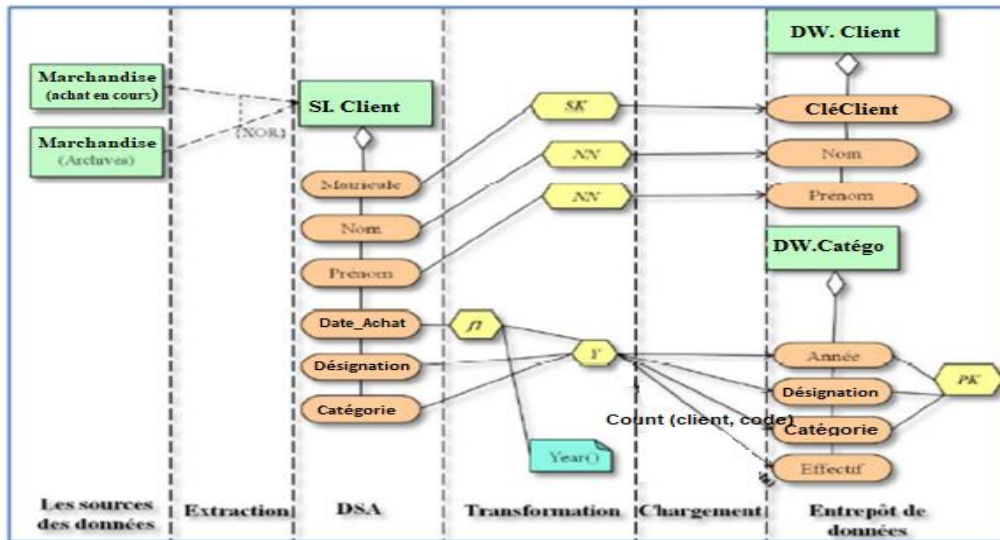 DW. Client
Marchandise
(achat en cours)
SI. Client
Marchandise
(Archives)
(XOR)
SK
CléClient
NN
Nom
NN
Prénom
Matricule
Nom
Prénom
DW.Catégo
Date_Achat
Désignation
Catégorie
f1
γ
Année
Désignation
Catégorie
Effectif
PK
Count (client, code)
Year()
Les sources
des données
Extraction
DSA
Transformation
Chargement
Entrepôt de
données